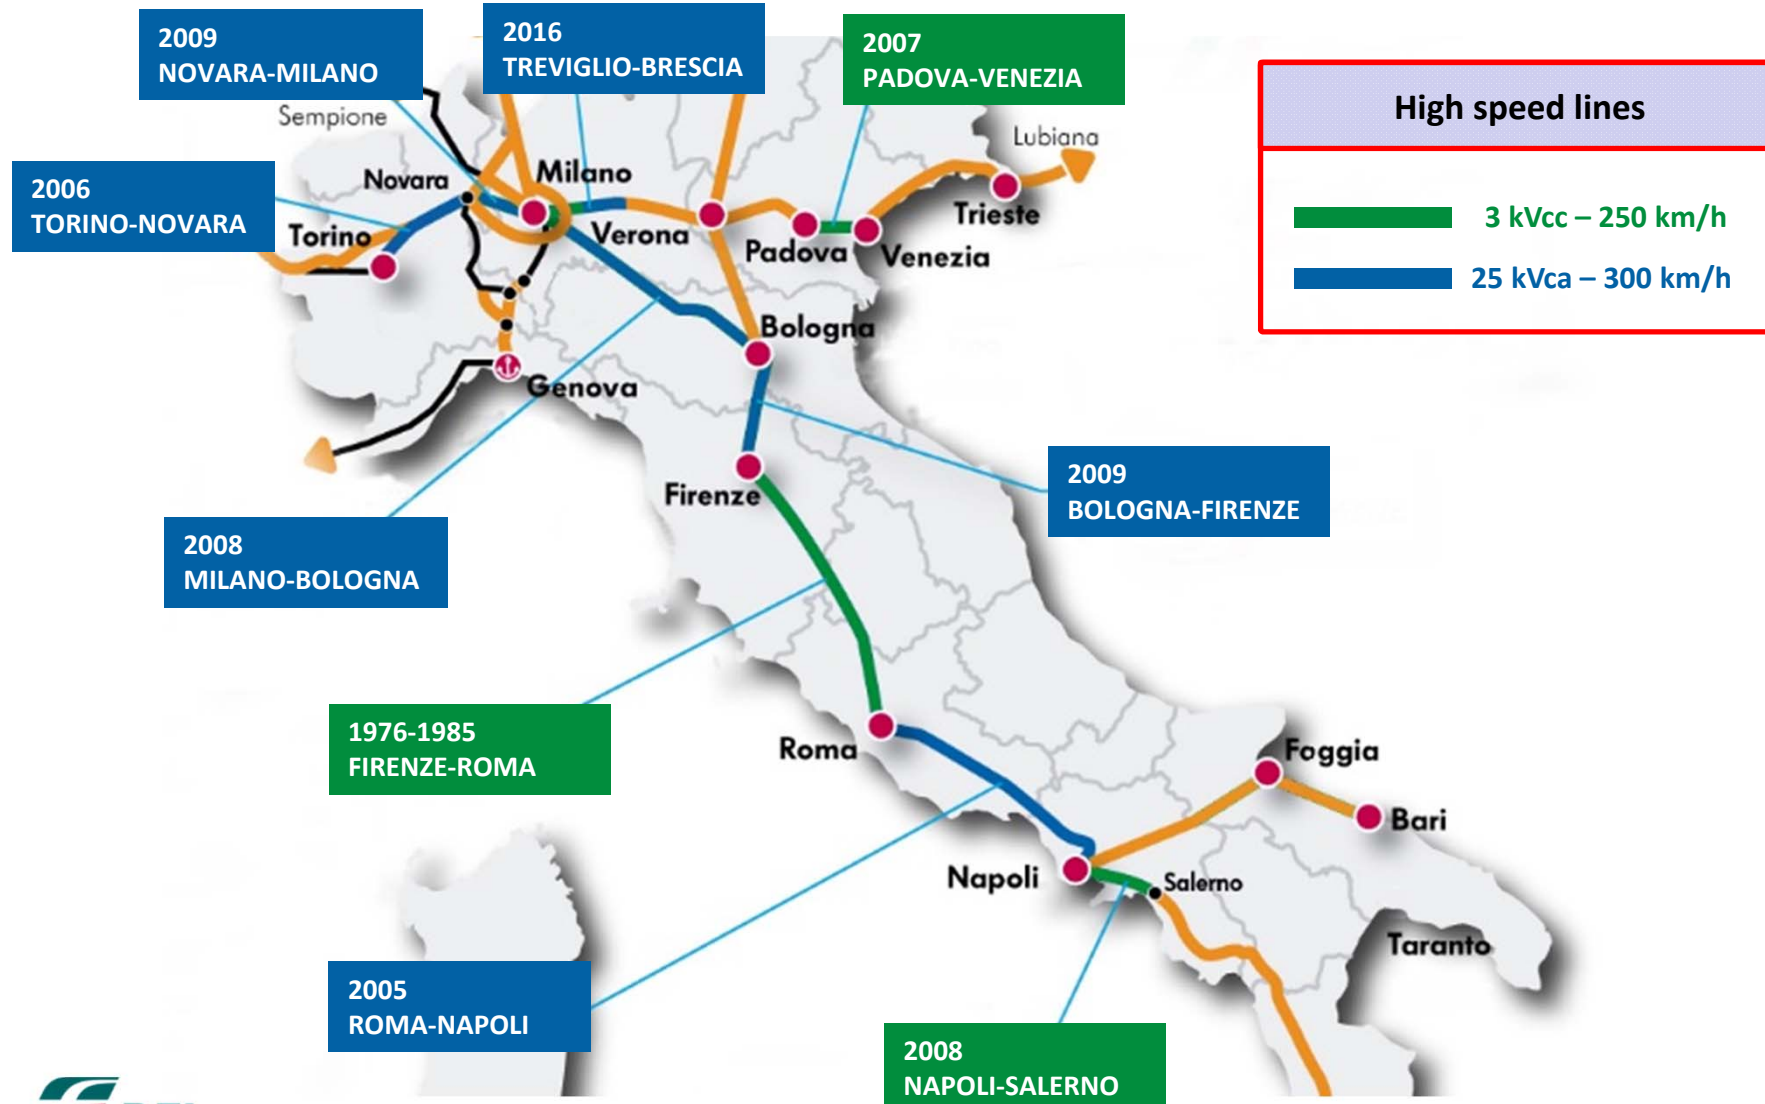 2009
NOVARA-MILANO
2016
TREVIGLIO-BRESCIA
2007
PADOVA-VENEZIA
High speed lines
3 kVcc – 250 km/h
25 kVca – 300 km/h
Sempione
Lubiana
2006
TORINO-NOVARA
Novara
Milano
Torino
Verona
Padova
Venezia
Trieste
Bologna
Genova
Firenze
2009
BOLOGNA-FIRENZE
2008
MILANO-BOLOGNA
1976-1985
FIRENZE-ROMA
Roma
Foggia
Bari
Napoli
Salerno
Taranto
2005
ROMA-NAPOLI
2008
NAPOLI-SALERNO